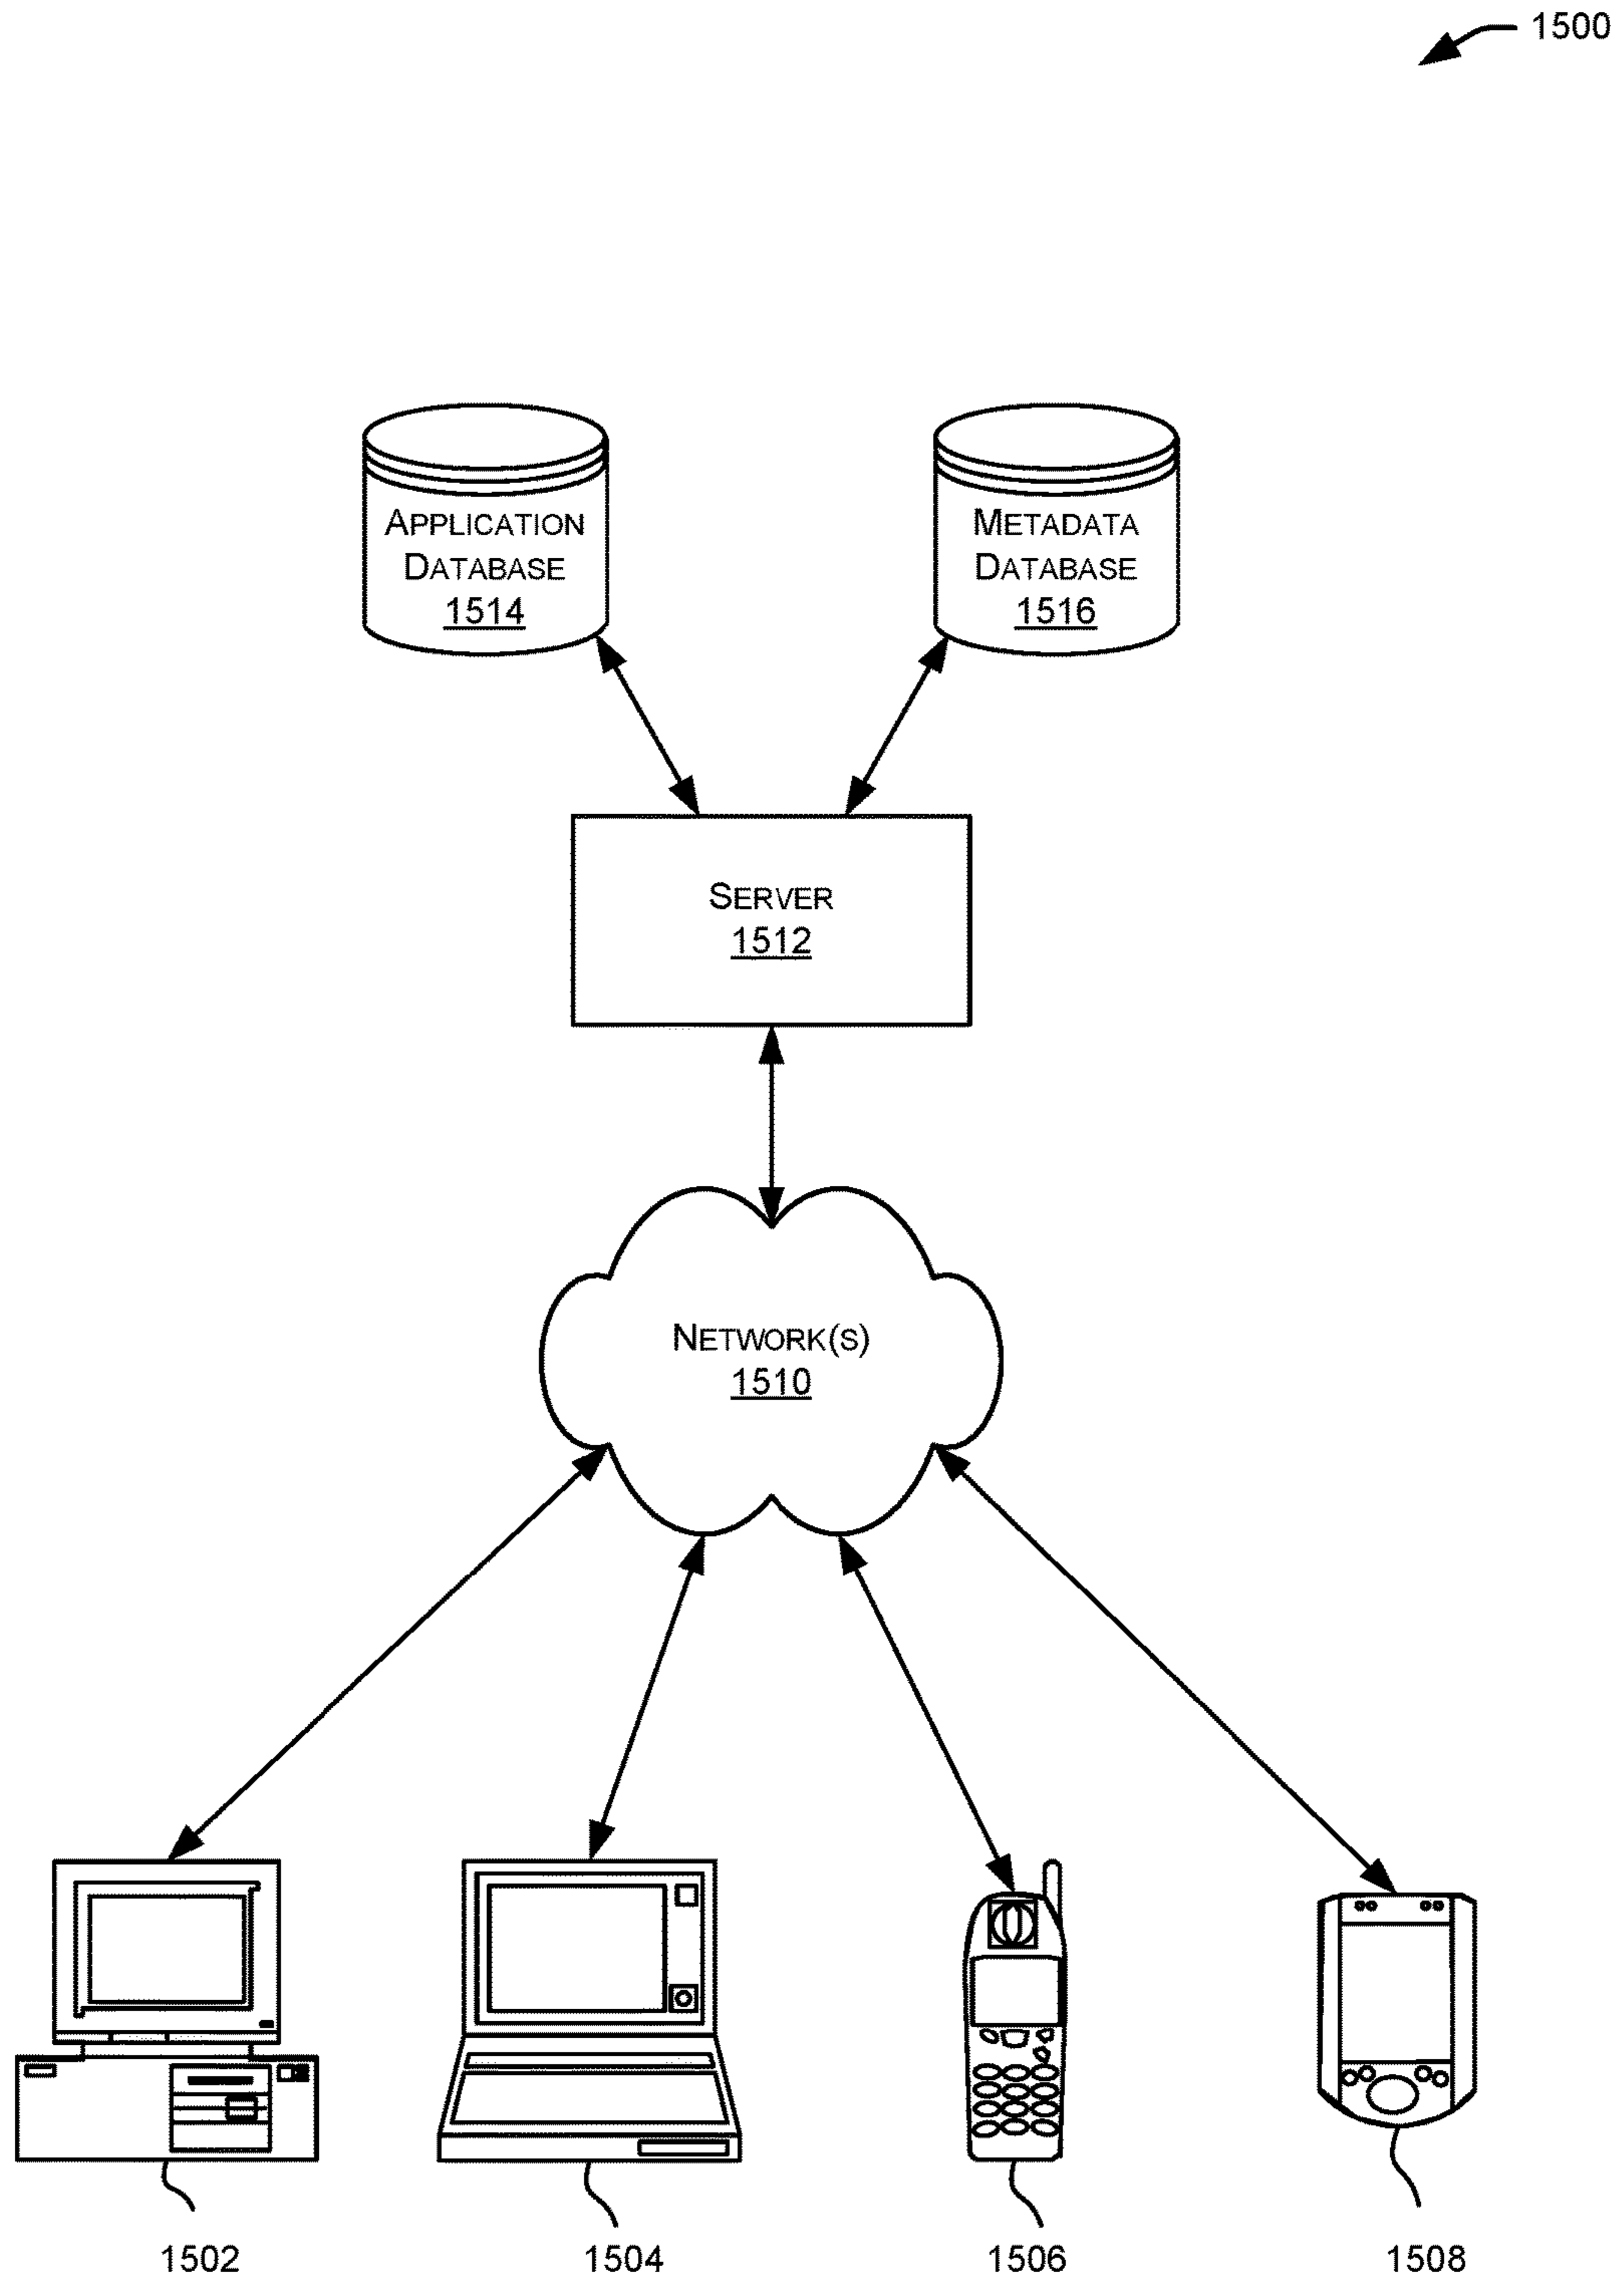 1500
APPLICATION
DATABASE
1514
METADATA
DATABASE
1516
SERVER
1512
NETWORK(S)
1510
1502
1504
1506
1508